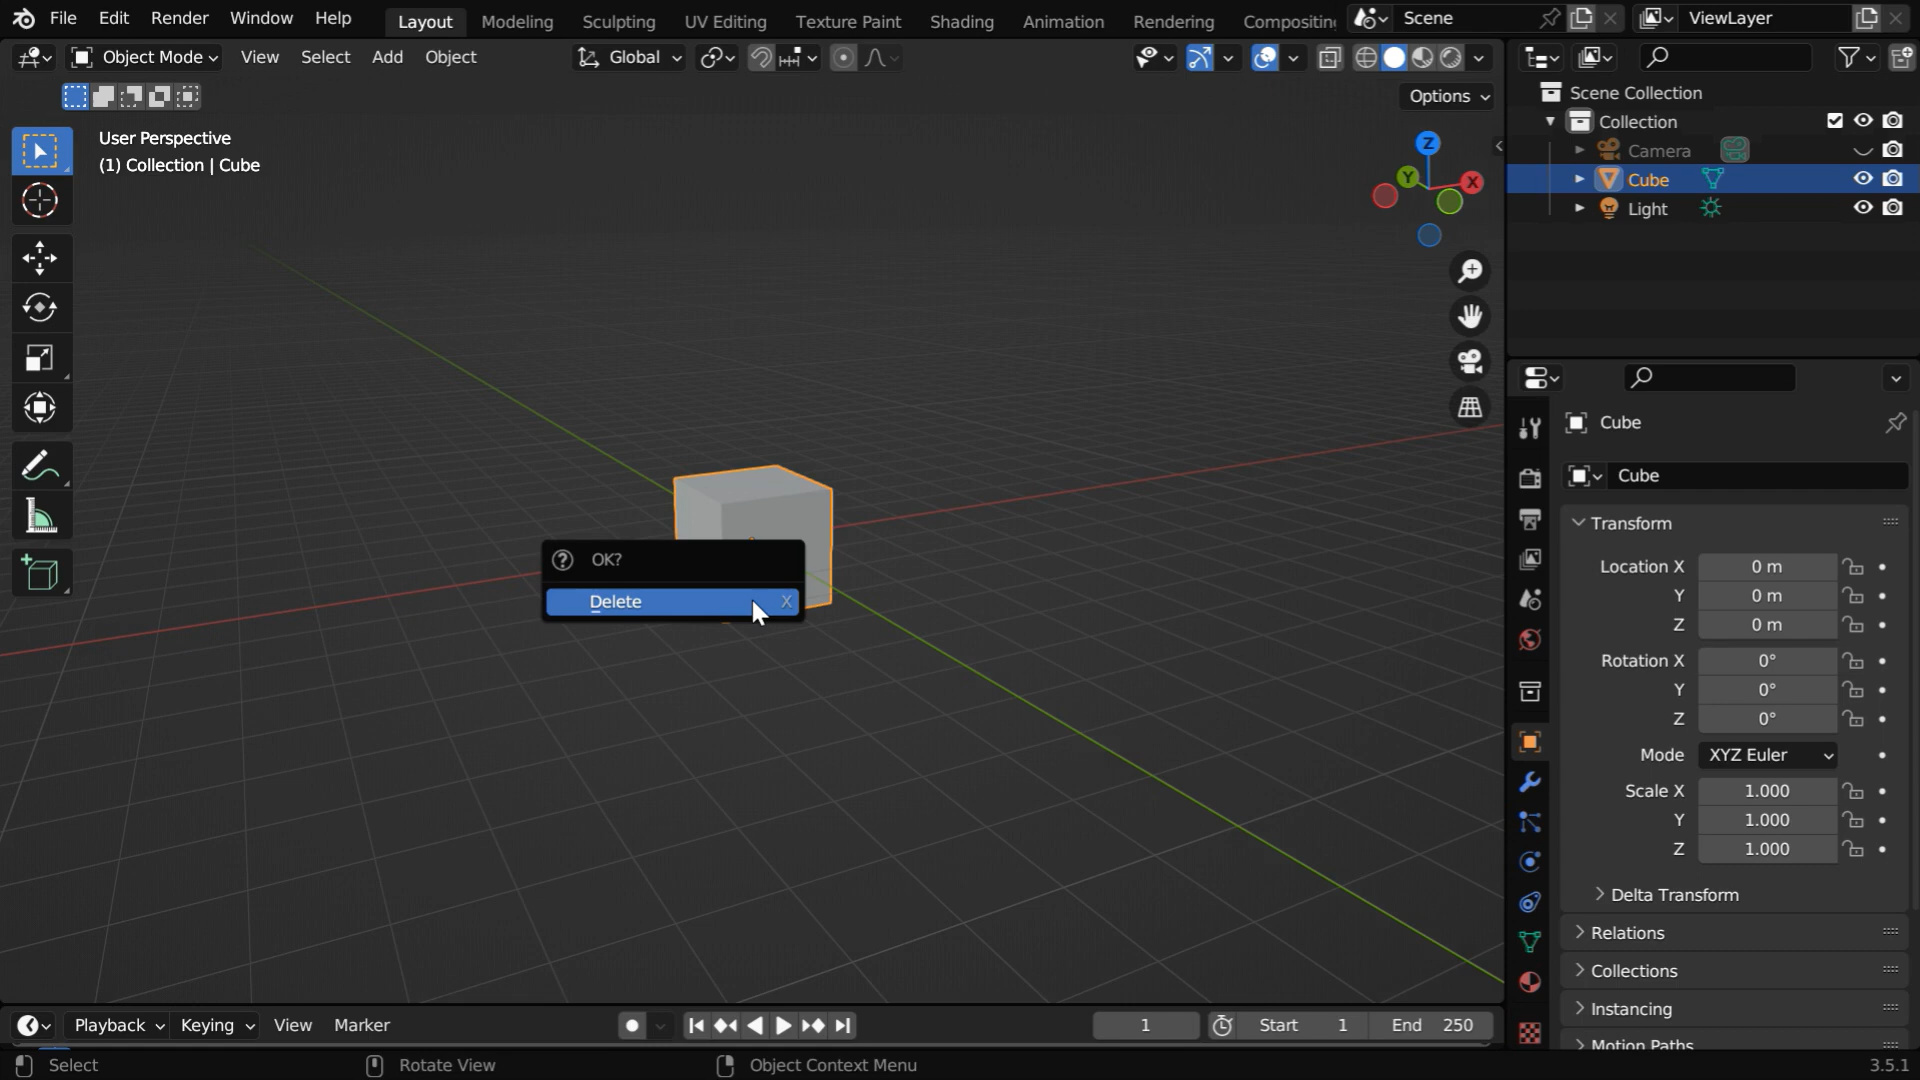 File Edit Render Window Help Layout Modeling Sculpting UV Editing Texture Paint Shading Animation Rendering Scene ViewLayer
Object Mode View Select Add Object Global
Options
User Perspective
(1) Collection | Cube
Z
Y
X
Scene Collection
Collection
Camera
Cube
Light
OK?
Delete X
Cube
Cube
Transform
Location X 0 m
Y 0 m
Z 0 m
Rotation X 0°
Y 0°
Z 0°
Mode XYZ Euler
Scale X 1.000
Y 1.000
Z 1.000
Delta Transform
Relations
Collections
Instancing
Motion Paths
Playback Keying View Marker 1 Start 1 End 250
Select Rotate View Object Context Menu 3.5.1